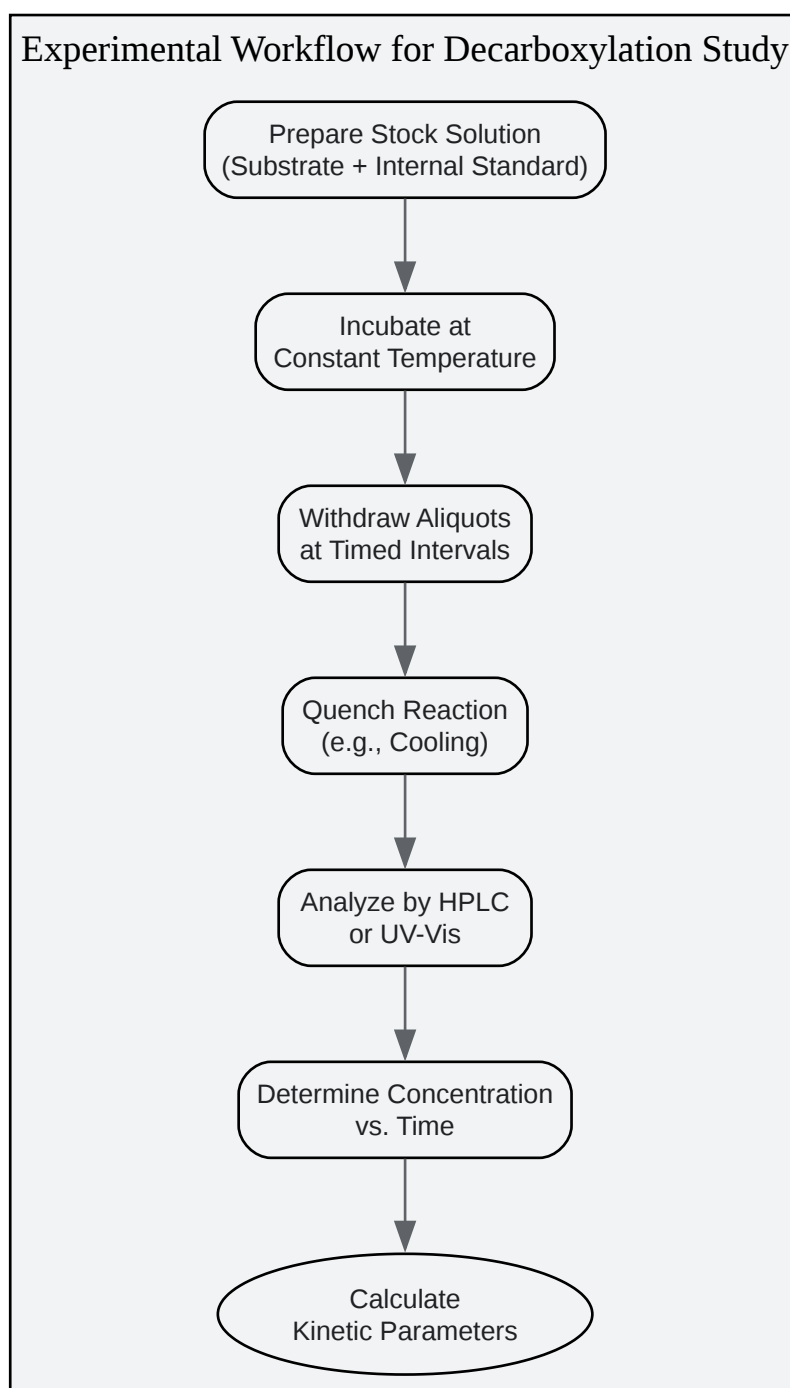 Experimental Workflow for Decarboxylation Study
Prepare Stock Solution
(Substrate + Internal Standard)
Incubate at
Constant Temperature
Withdraw Aliquots
at Timed Intervals
Quench Reaction
(e.g., Cooling)
Analyze by HPLC
or UV-Vis
Determine Concentration
vs. Time
Calculate
Kinetic Parameters